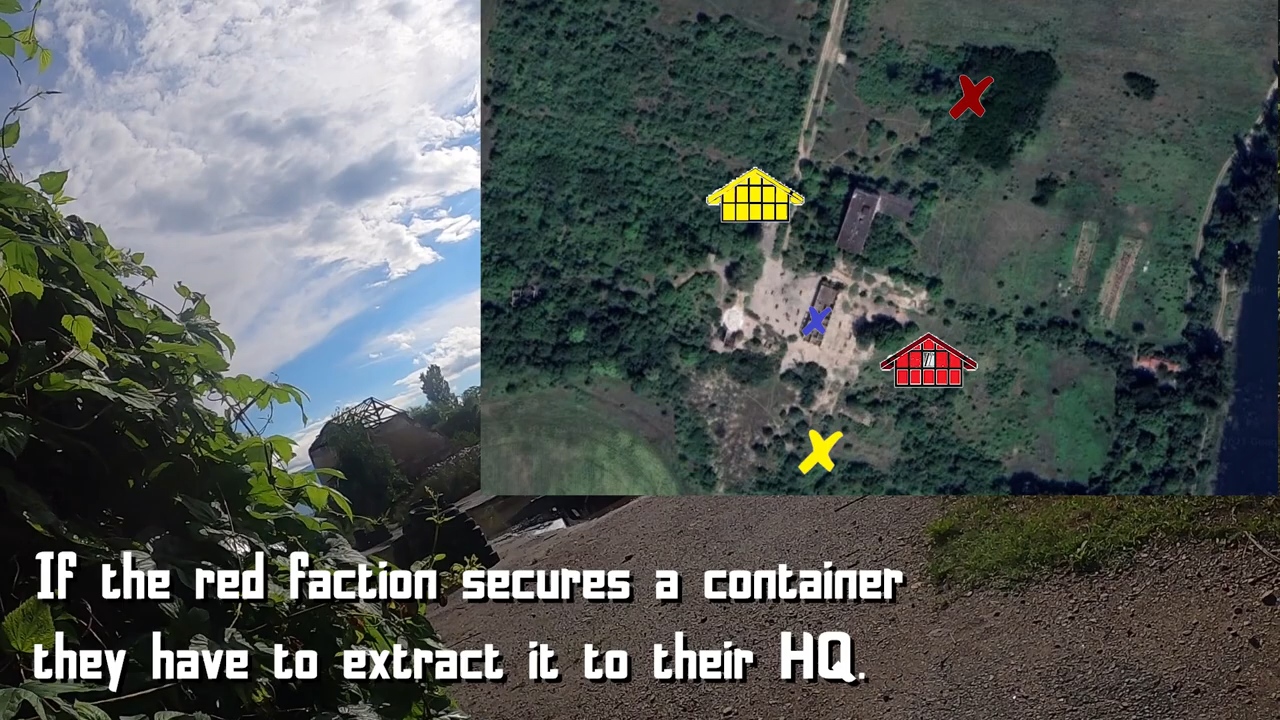 If the red faction secures a container
they have to extract it to their HQ.